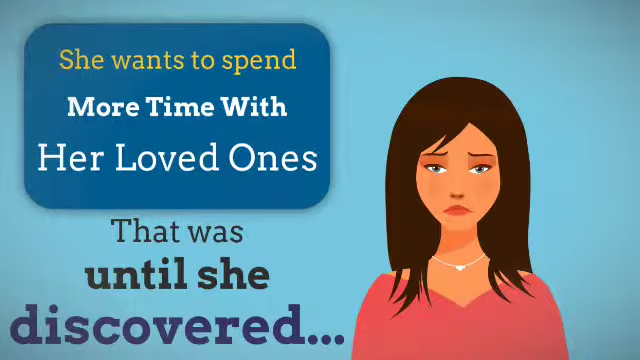 She wants to spend
More Time With
Her Loved Ones
That was
until she
discovered...